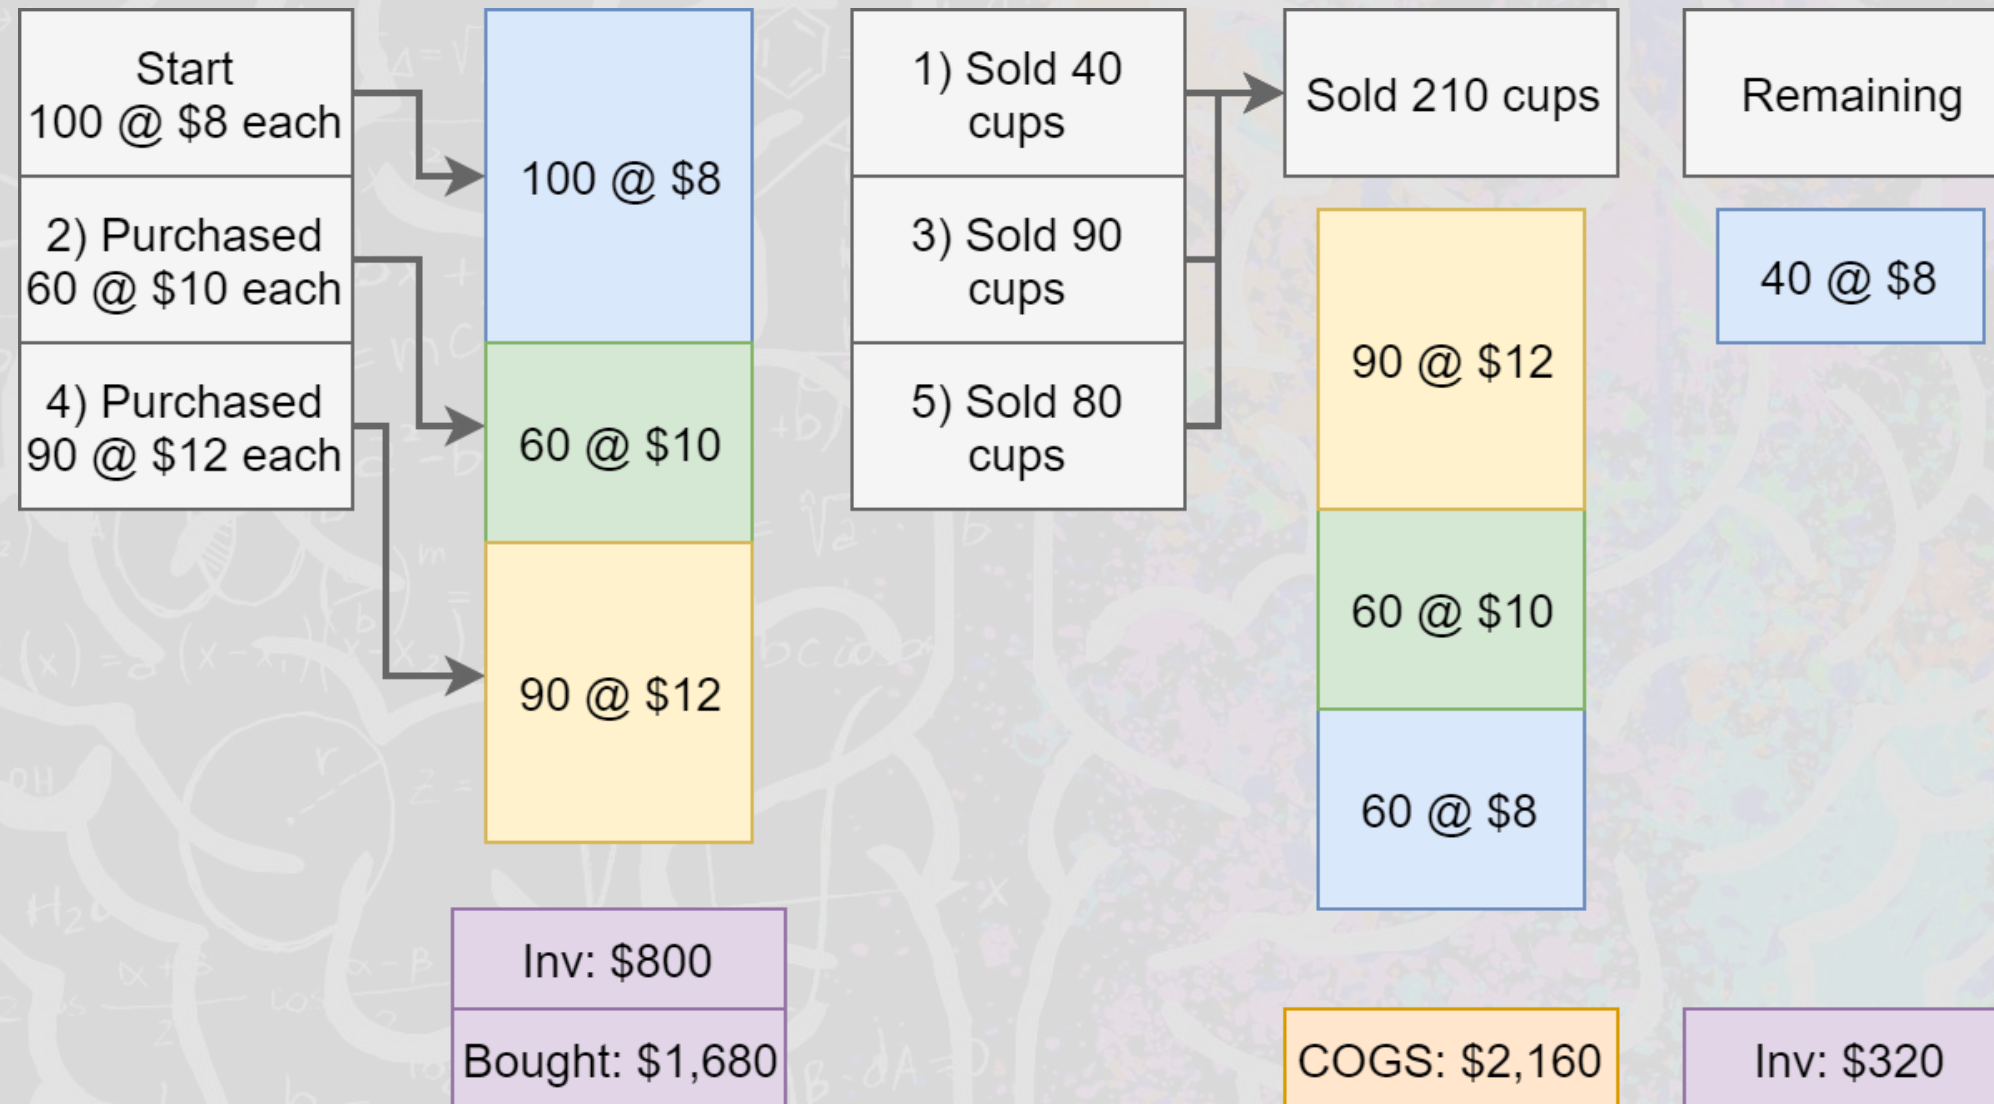 Start
100 @ $8 each
2) Purchased
60 @ $10 each
4) Purchased
90 @ $12 each
100 @ $8
60 @ $10
90 @ $12
Inv: $800
Bought: $1,680
1) Sold 40
cups
3) Sold 90
cups
5) Sold 80
cups
Sold 210 cups
90 @ $12
60 @ $10
60 @ $8
COGS: $2,160
Remaining
40 @ $8
Inv: $320